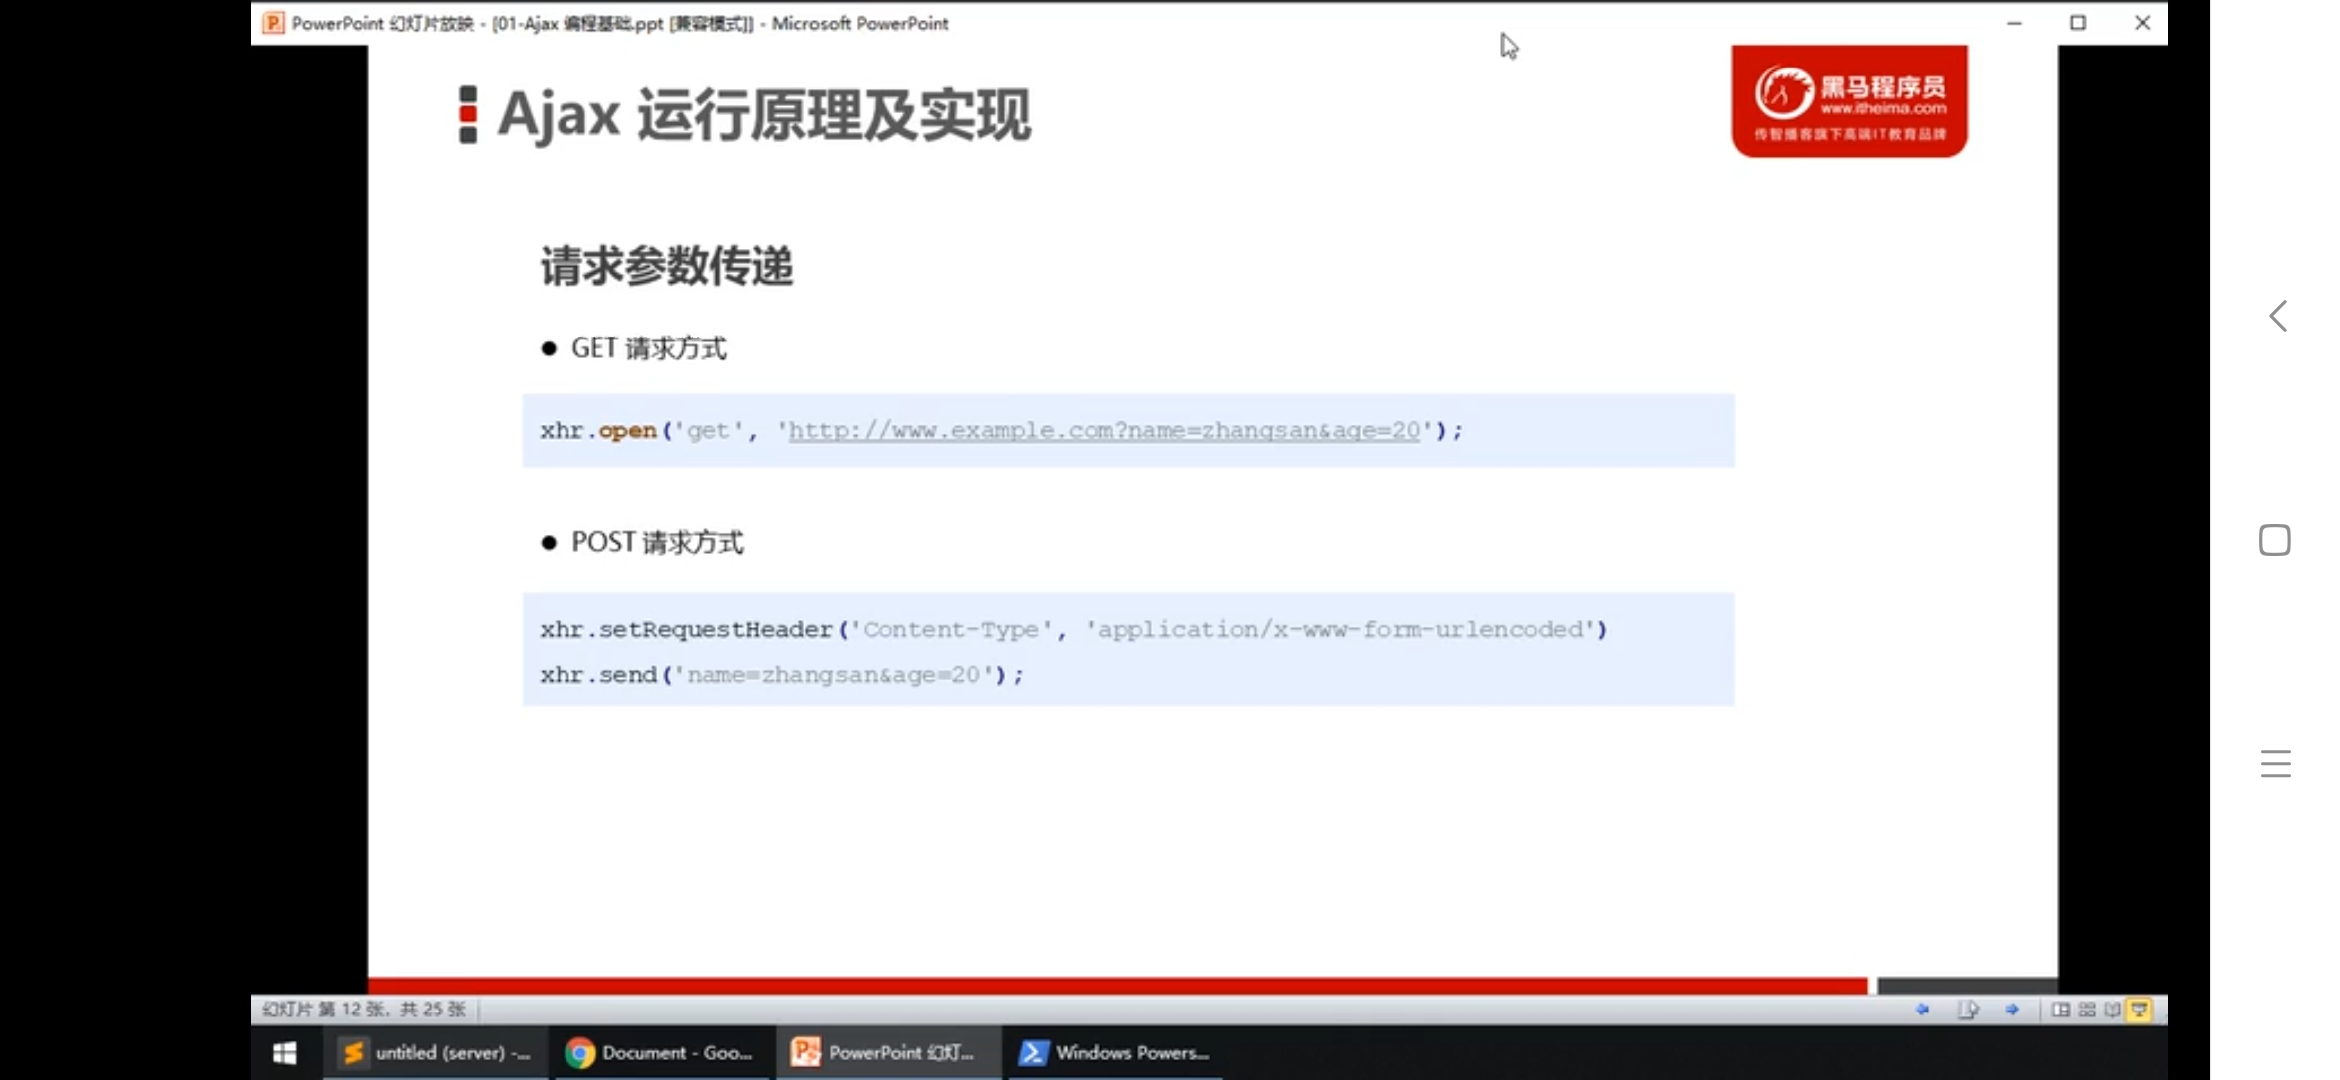 PowerPoint 幻灯片放映 - [01-Ajax 编程基础.ppt [兼容模式]] - Microsoft PowerPoint
Ajax 运行原理及实现
黑马程序员
www.itheima.com
传智播客旗下高端IT教育品牌
请求参数传递
● GET 请求方式
xhr.open('get', 'http://www.example.com?name=zhangsan&age=20');
● POST 请求方式
xhr.setRequestHeader('Content-Type', 'application/x-www-form-urlencoded')
xhr.send('name=zhangsan&age=20');
幻灯片 第 12 张，共 25 张
untitled (server) -...
Document - Goo...
PowerPoint 幻灯...
Windows Powers...